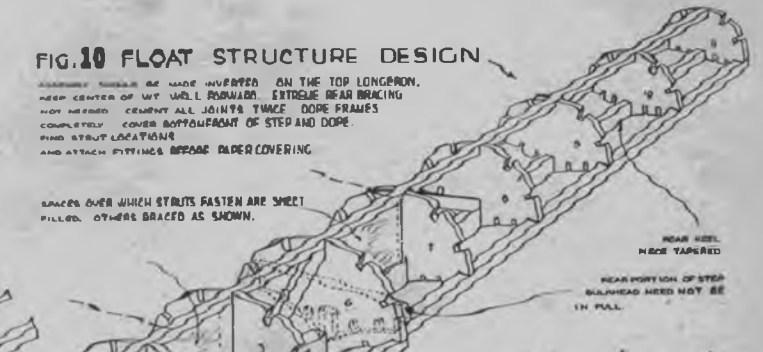 FIG.10 FLOAT STRUCTURE DESIGN
ASSEMBLY SHOULD BE MADE INVERTED ON THE TOP LONGERON.
KEEP CENTER OF WT WELL FORWARD. EXTREME REAR BRACING
NOT NEEDED CEMENT ALL JOINTS TWICE DOPE FRAMES
COMPLETELY COVER BOTTOM FRONT OF STEP AND DOPE.
FIND STRUT LOCATIONS
AND ATTACH FITTINGS BEFORE PAPER COVERING
SPACES OVER WHICH STRUTS FASTEN ARE SHEET
FILLED. OTHERS BRACED AS SHOWN.
REAR KEEL
PIECE TAPERED
REAR PORTION OF STEP
BULKHEAD NEED NOT BE
IN FULL
7
6